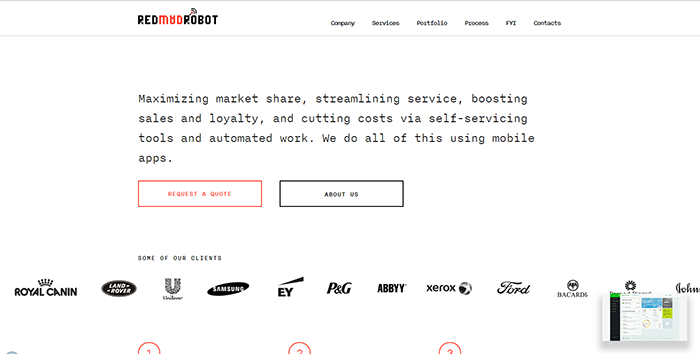 REDMADROBOT
Company Services Portfolio Process FYI Contacts
Maximizing market share, streamlining service, boosting
sales and loyalty, and cutting costs via self-servicing
tools and automated work. We do all of this using mobile
apps.
REQUEST A QUOTE ABOUT US
SOME OF OUR CLIENTS
ROYAL CANIN LAND-ROVER Unilever SAMSUNG EY P&G ABBYY xerox Ford BACARDI
1 2 3